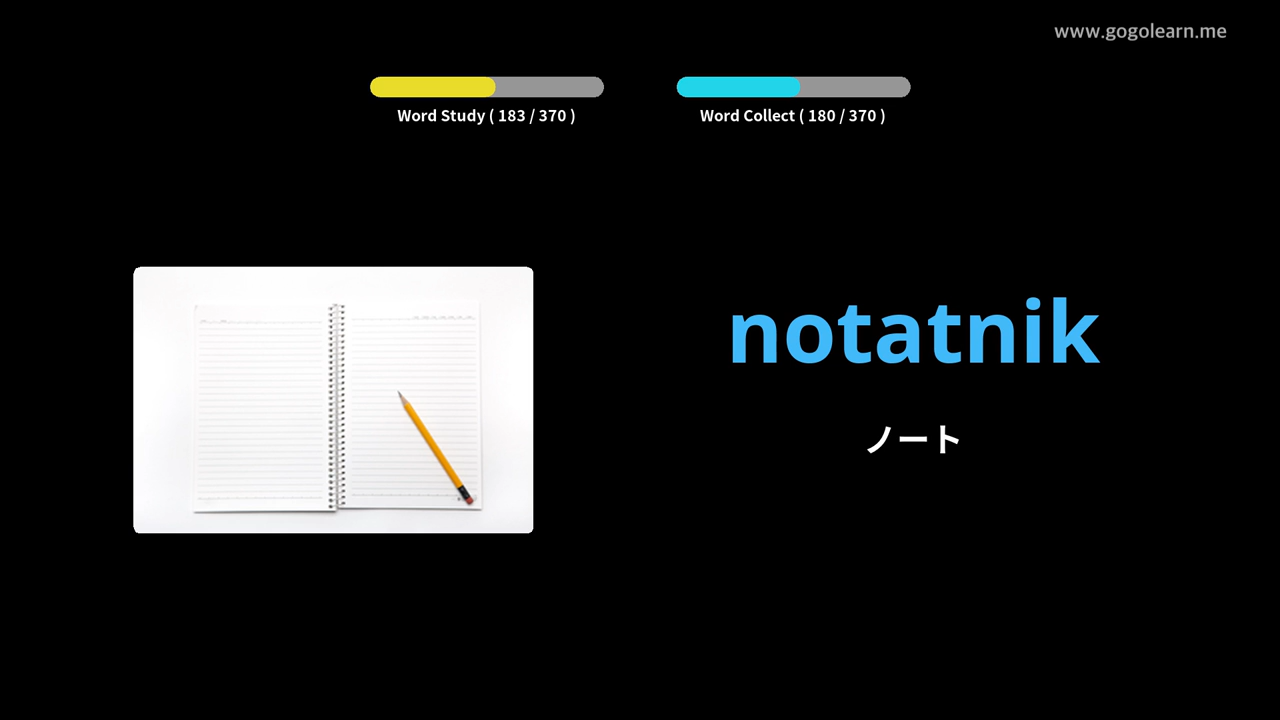 www.gogolearn.me
Word Study ( 183 / 370 )
Word Collect ( 180 / 370 )
notatnik
ノート